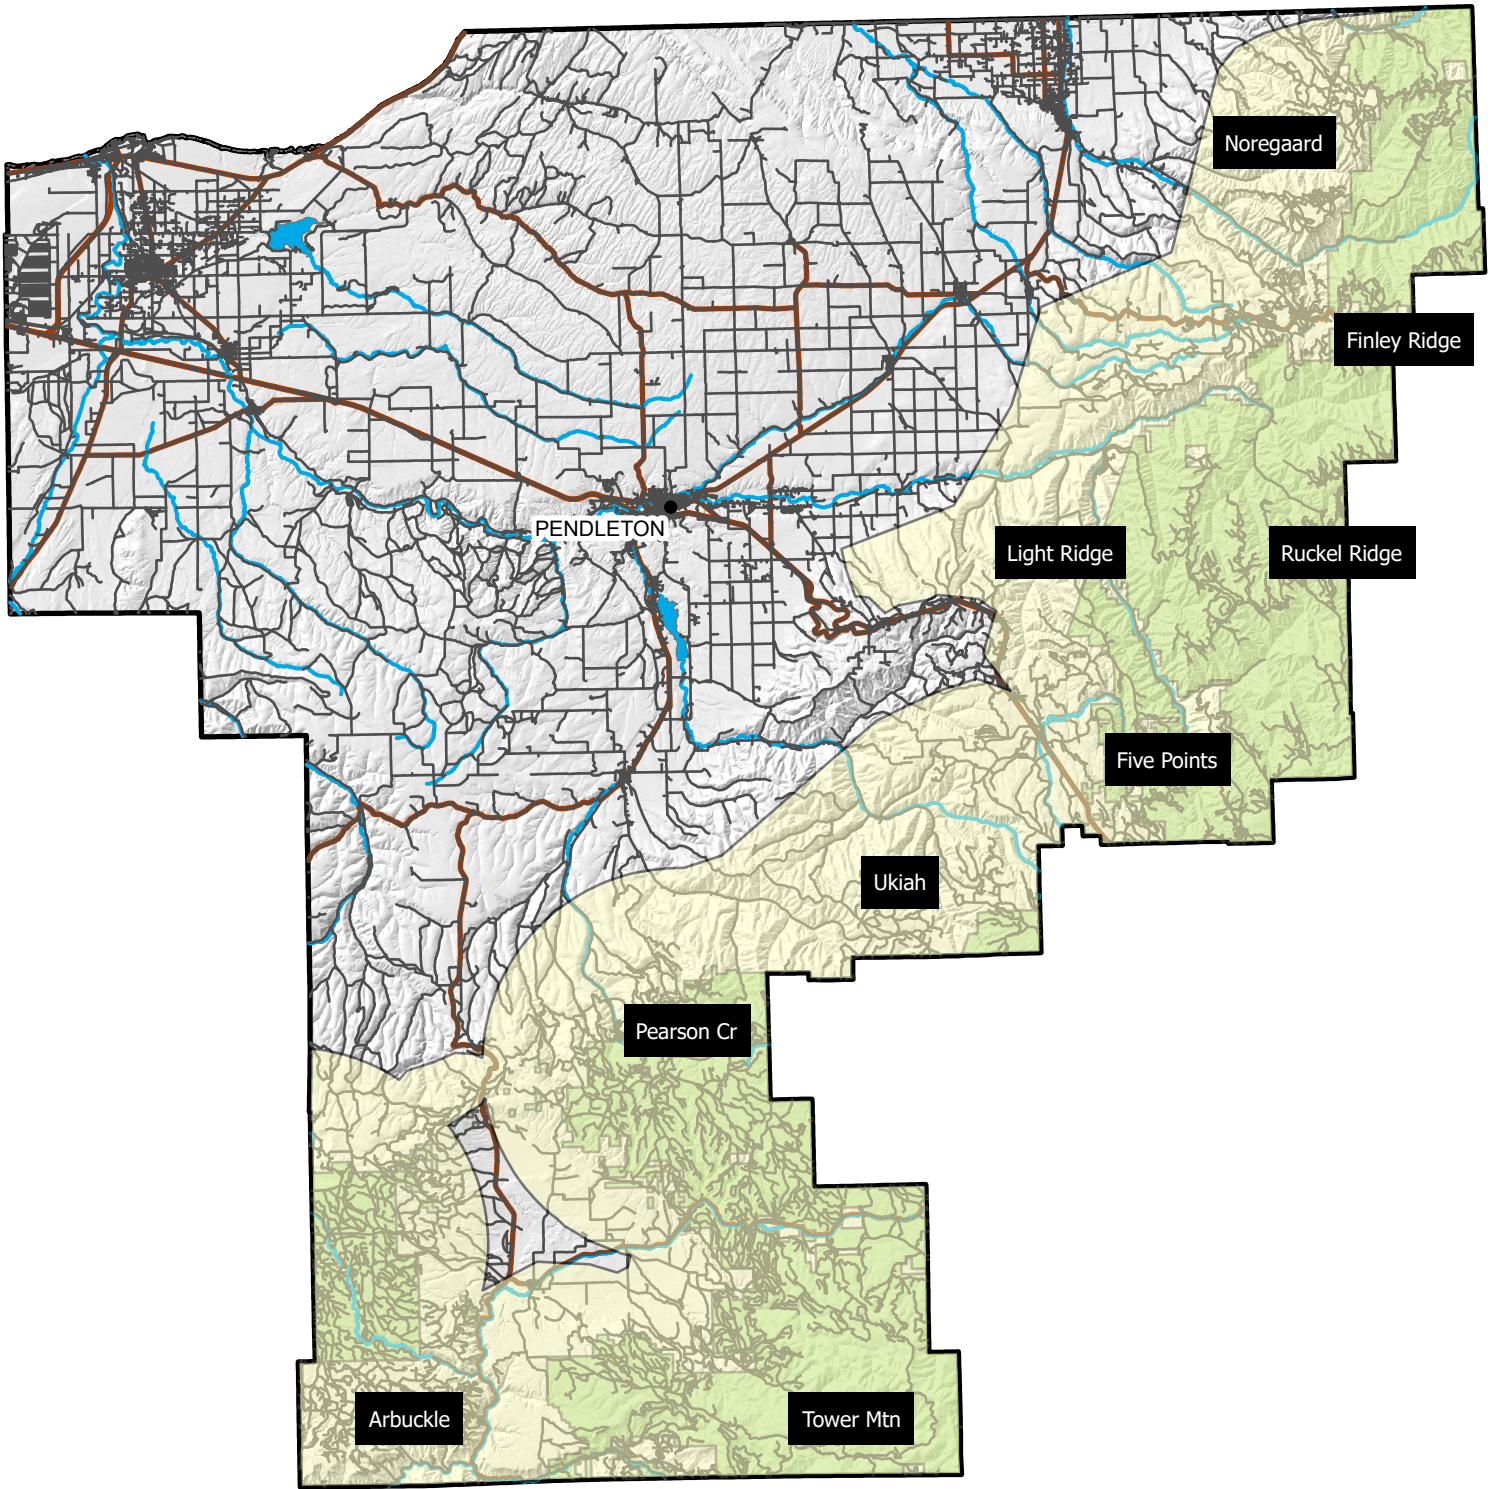 Noregaard
Finley Ridge
PENDLETON
Light Ridge
Ruckel Ridge
Five Points
Ukiah
Pearson Cr
Arbuckle
Tower Mtn